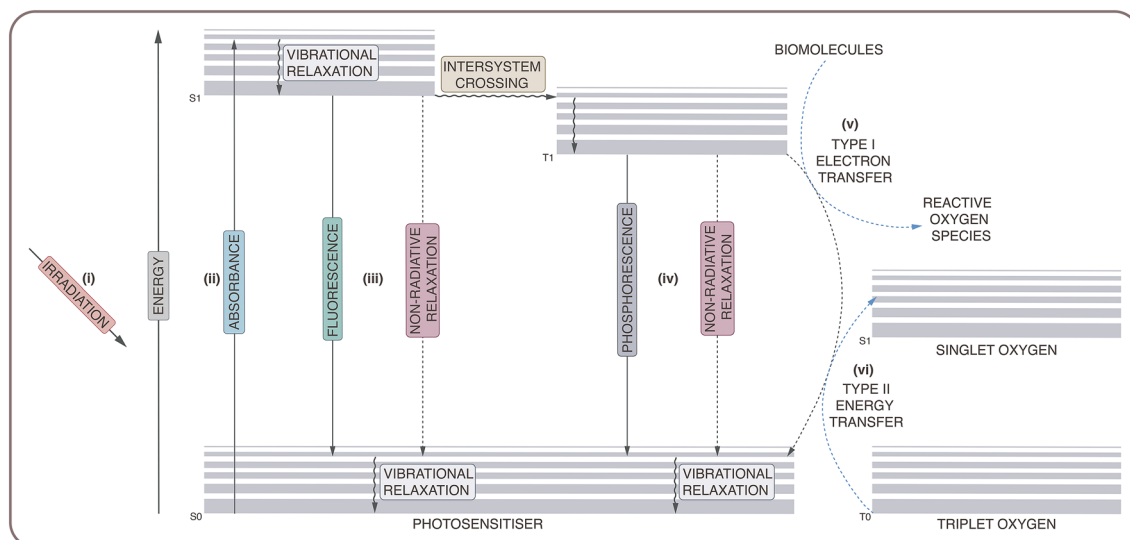 BIOMOLECULES
VIBRATIONAL
RELAXATION
INTERSYSTEM
CROSSING
S1
T1
(v)
TYPE I
ELECTRON
TRANSFER
REACTIVE
OXYGEN
SPECIES
(i)
IRRADIATION
ENERGY
(ii)
ABSORBANCE
FLUORESCENCE
(iii)
NON-RADIATIVE
RELAXATION
PHOSPHORESCENCE
(iv)
NON-RADIATIVE
RELAXATION
S1
SINGLET OXYGEN
(vi)
TYPE II
ENERGY
TRANSFER
VIBRATIONAL
RELAXATION
VIBRATIONAL
RELAXATION
S0
PHOTOSENSITISER
T0
TRIPLET OXYGEN